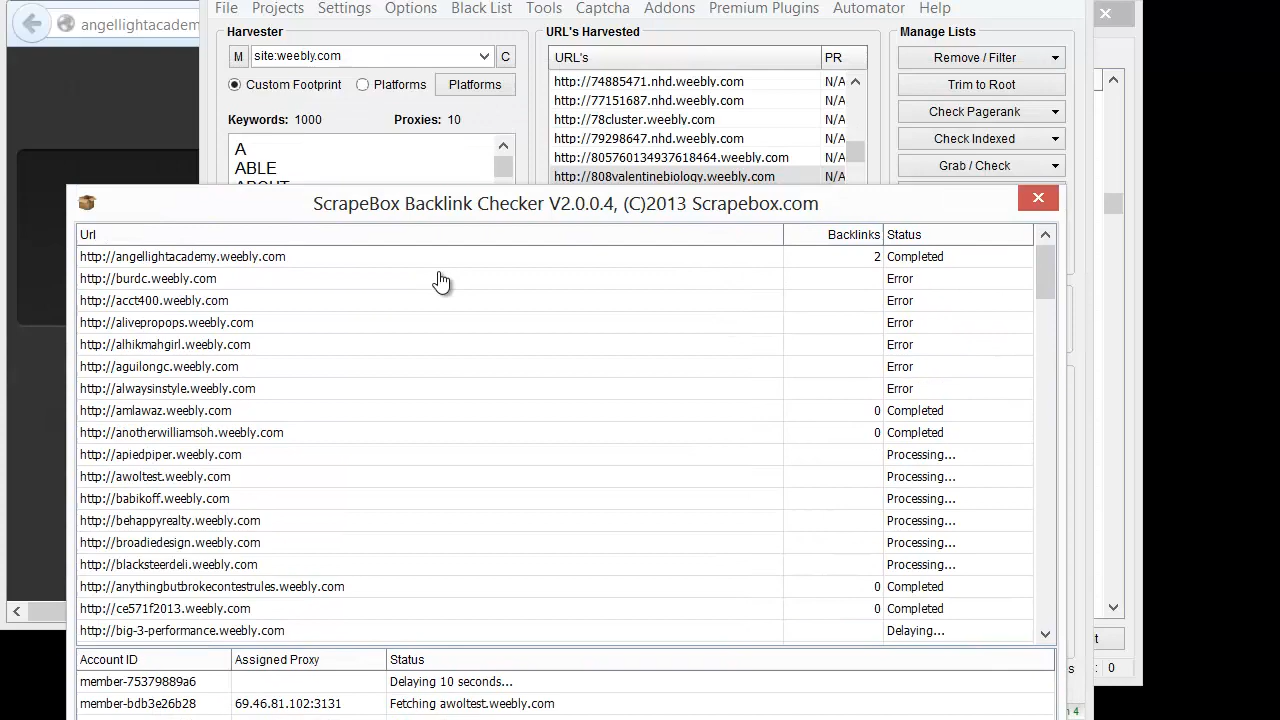 File Projects Settings Options Black List Tools Captcha Addons Premium Plugins Automator Help
angellightacademy
Harvester
M site:weebly.com C
Custom Footprint Platforms Platforms
Keywords: 1000 Proxies: 10
A
ABLE
ABOUT
URL's Harvested
URL's PR
http://74885471.nhd.weebly.com N/A
http://77151687.nhd.weebly.com N/A
http://78cluster.weebly.com N/A
http://79298647.nhd.weebly.com N/A
http://805760134937618464.weebly.com N/A
http://808valentinebiology.weebly.com N/A
Manage Lists
Remove / Filter
Trim to Root
Check Pagerank
Check Indexed
Grab / Check
ScrapeBox Backlink Checker V2.0.0.4, (C)2013 Scrapebox.com
Url Backlinks Status
http://angellightacademy.weebly.com 2 Completed
http://burdc.weebly.com Error
http://acct400.weebly.com Error
http://alivepropops.weebly.com Error
http://alhikmahgirl.weebly.com Error
http://aguilongc.weebly.com Error
http://alwaysinstyle.weebly.com Error
http://amlawaz.weebly.com 0 Completed
http://anotherwilliamsoh.weebly.com 0 Completed
http://apiedpiper.weebly.com Processing...
http://awoltest.weebly.com Processing...
http://babikoff.weebly.com Processing...
http://behappyrealty.weebly.com Processing...
http://broadiedesign.weebly.com Processing...
http://blacksteerdeli.weebly.com Processing...
http://anythingbutbrokecontestrules.weebly.com 0 Completed
http://ce571f2013.weebly.com 0 Completed
http://big-3-performance.weebly.com Delaying...
Account ID Assigned Proxy Status
member-75379889a6 Delaying 10 seconds...
member-bdb3e26b28 69.46.81.102:3131 Fetching awoltest.weebly.com
t
s : 0
n 4